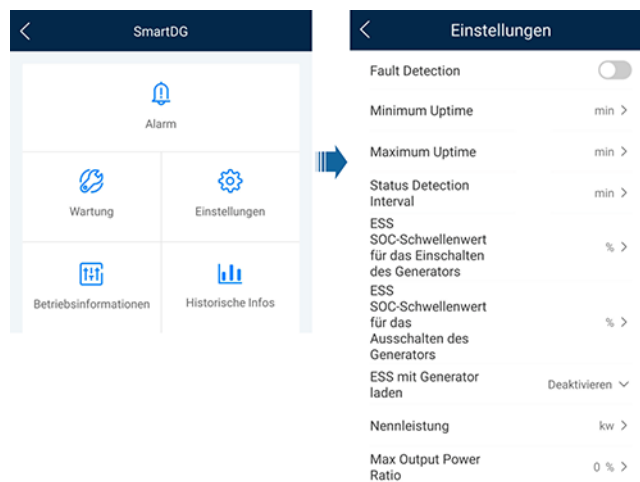 SmartDG
Alarm
Wartung
Einstellungen
Betriebsinformationen
Historische Infos
Einstellungen
Fault Detection
Minimum Uptime
min
Maximum Uptime
min
Status Detection
Interval
min
ESS
SOC-Schwellenwert
für das Einschalten
des Generators
%
ESS
SOC-Schwellenwert
für das
Ausschalten des
Generators
%
ESS mit Generator
laden
Deaktivieren
Nennleistung
kw
Max Output Power
Ratio
0 %